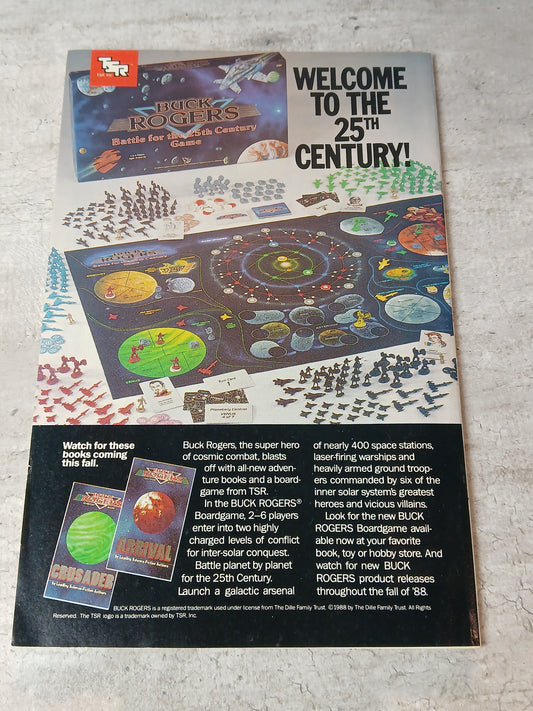 TSR
BUCK
ROGERS
Battle for the 25th Century
Game
WELCOME
TO THE
25TH
CENTURY!
Watch for these
books coming
this fall.
ROGERS
ARRIVAL
ROGERS
CRUSADER
Buck Rogers, the super hero
of cosmic combat, blasts
off with all-new adven-
ture books and a board-
game from TSR.
In the BUCK ROGERS®
Boardgame, 2–6 players
enter into two highly
charged levels of conflict
for inter-solar conquest.
Battle planet by planet
for the 25th Century.
Launch a galactic arsenal
of nearly 400 space stations,
laser-firing warships and
heavily armed ground troop-
ers commanded by six of the
inner solar system's greatest
heroes and vicious villains.
Look for the new BUCK
ROGERS Boardgame avail-
able now at your favorite
book, toy or hobby store. And
watch for new BUCK
ROGERS product releases
throughout the fall of '88.
BUCK ROGERS is a registered trademark used under license from The Dille Family Trust. ©1988 by The Dille Family Trust. All Rights
Reserved. The TSR logo is a trademark owned by TSR, Inc.